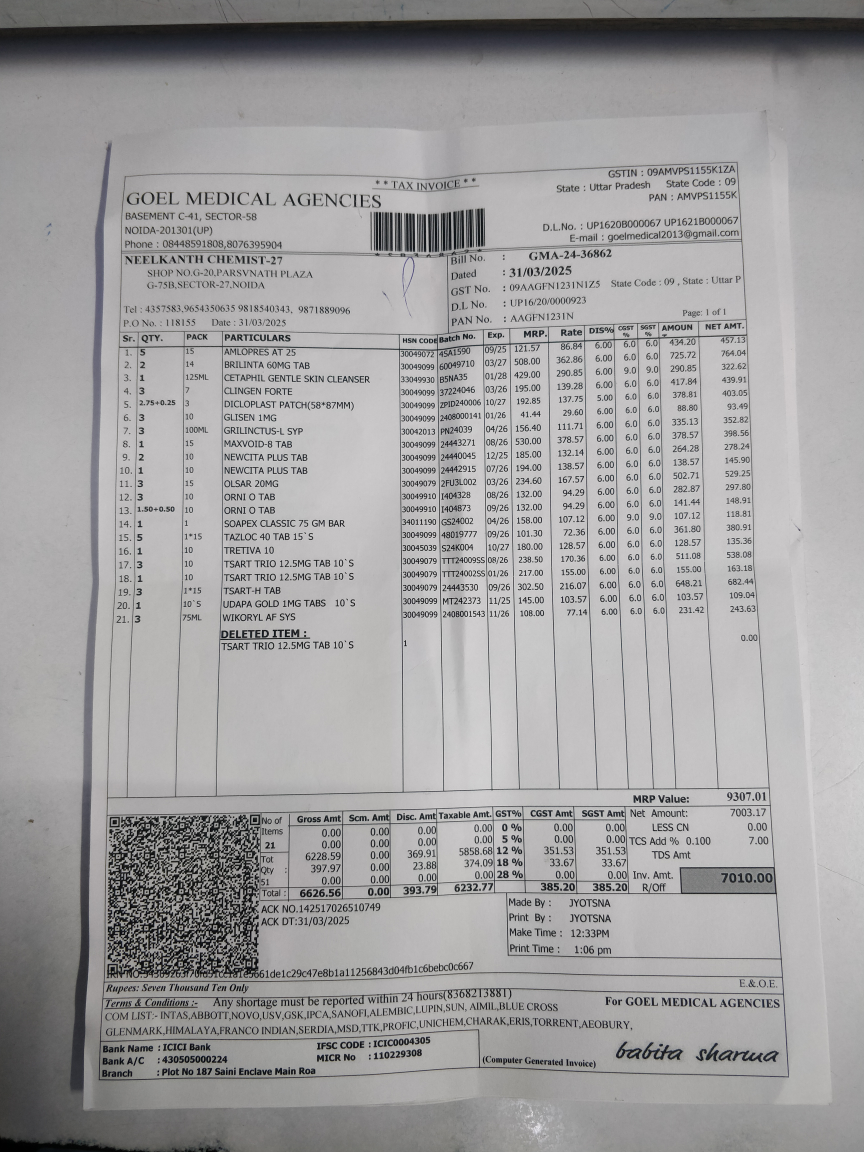 * * TAX INVOICE * *
GOEL MEDICAL AGENCIES
BASEMENT C-41, SECTOR-58
NOIDA-201301(UP)
Phone : 08448591808,8076395904
GSTIN : 09AMVPS1155K1ZA
State : Uttar Pradesh State Code : 09
PAN : AMVPS1155K
D.L.No. : UP1620B000067 UP1621B000067
E-mail : goelmedical2013@gmail.com
NEELKANTH CHEMIST-27
SHOP NO.G-20,PARSVNATH PLAZA
G-75B,SECTOR-27,NOIDA
Tel : 4357583,9654350635 9818540343, 9871889096
P.O No. : 118155 Date : 31/03/2025
Bill No. : GMA-24-36862
Dated : 31/03/2025
GST No. : 09AAGFN1231N1Z5 State Code : 09 , State : Uttar P
D.L No. : UP16/20/0000923
PAN No. : AAGFN1231N Page: 1 of 1
Sr. QTY. PACK PARTICULARS HSN CODE Batch No. Exp. MRP. Rate DIS% CGST % SGST % AMOUN NET AMT.
1. 5 15 AMLOPRES AT 25 30049072 4SA1590 09/25 121.57 86.84 6.00 6.0 6.0 434.20 457.13
2. 2 14 BRILINTA 60MG TAB 30049099 60049710 03/27 508.00 362.86 6.00 6.0 6.0 725.72 764.04
3. 1 125ML CETAPHIL GENTLE SKIN CLEANSER 33049930 B5NA35 01/28 429.00 290.85 6.00 9.0 9.0 290.85 322.62
4. 3 7 CLINGEN FORTE 30049099 37224046 03/26 195.00 139.28 6.00 6.0 6.0 417.84 439.91
5. 2.75+0.25 3 DICLOPLAST PATCH(58*87MM) 30049099 ZPID240006 10/27 192.85 137.75 5.00 6.0 6.0 378.81 403.05
6. 3 10 GLISEN 1MG 30049099 2408000141 01/26 41.44 29.60 6.00 6.0 6.0 88.80 93.49
7. 3 100ML GRILINCTUS-L SYP 30042013 PN24039 04/26 156.40 111.71 6.00 6.0 6.0 335.13 352.82
8. 1 15 MAXVOID-8 TAB 30049099 24443271 08/26 530.00 378.57 6.00 6.0 6.0 378.57 398.56
9. 2 10 NEWCITA PLUS TAB 30049099 24440045 12/25 185.00 132.14 6.00 6.0 6.0 264.28 278.24
10. 1 10 NEWCITA PLUS TAB 30049099 24442915 07/26 194.00 138.57 6.00 6.0 6.0 138.57 145.90
11. 3 15 OLSAR 20MG 30049079 2FU3L002 03/26 234.60 167.57 6.00 6.0 6.0 502.71 529.25
12. 3 10 ORNI O TAB 30049910 I404328 08/26 132.00 94.29 6.00 6.0 6.0 282.87 297.80
13. 1.50+0.50 10 ORNI O TAB 30049910 I404873 09/26 132.00 94.29 6.00 6.0 6.0 141.44 148.91
14. 1 1 SOAPEX CLASSIC 75 GM BAR 34011190 GS24002 04/26 158.00 107.12 6.00 9.0 9.0 107.12 118.81
15. 5 1*15 TAZLOC 40 TAB 15`S 30049099 48019777 09/26 101.30 72.36 6.00 6.0 6.0 361.80 380.91
16. 1 10 TRETIVA 10 30045039 S24K004 10/27 180.00 128.57 6.00 6.0 6.0 128.57 135.36
17. 3 10 TSART TRIO 12.5MG TAB 10`S 30049079 TTT24009SS 08/26 238.50 170.36 6.00 6.0 6.0 511.08 538.08
18. 1 10 TSART TRIO 12.5MG TAB 10`S 30049079 TTT24002SS 01/26 217.00 155.00 6.00 6.0 6.0 155.00 163.18
19. 3 1*15 TSART-H TAB 30049079 24443530 09/26 302.50 216.07 6.00 6.0 6.0 648.21 682.44
20. 1 10`S UDAPA GOLD 1MG TABS 10`S 30049099 MT242373 11/25 145.00 103.57 6.00 6.0 6.0 103.57 109.04
21. 3 75ML WIKORYL AF SYS 30049099 2408001543 11/26 108.00 77.14 6.00 6.0 6.0 231.42 243.63
DELETED ITEM :
TSART TRIO 12.5MG TAB 10`S 1 0.00
MRP Value: 9307.01
No of Items 21 Tot Qty : 51
Gross Amt Scm. Amt Disc. Amt Taxable Amt. GST% CGST Amt SGST Amt
0.00 0.00 0.00 0.00 0 % 0.00 0.00
0.00 0.00 0.00 0.00 5 % 0.00 0.00
6228.59 0.00 369.91 5858.68 12 % 351.53 351.53
397.97 0.00 23.88 374.09 18 % 33.67 33.67
0.00 0.00 0.00 0.00 28 % 0.00 0.00
Total : 6626.56 0.00 393.79 6232.77 385.20 385.20
Net Amount: 7003.17
LESS CN 0.00
TCS Add % 0.100 7.00
TDS Amt
Inv. Amt. 7010.00
R/Off
ACK NO.142517026510749
ACK DT:31/03/2025
Made By : JYOTSNA
Print By : JYOTSNA
Make Time : 12:33PM
Print Time : 1:06 pm
Rupees: Seven Thousand Ten Only
E.&O.E.
Terms & Conditions :- Any shortage must be reported within 24 hours(8368213881)
COM LIST:- INTAS,ABBOTT,NOVO,USV,GSK,IPCA,SANOFI,ALEMBIC,LUPIN,SUN, AIMIL,BLUE CROSS
GLENMARK,HIMALAYA,FRANCO INDIAN,SERDIA,MSD,TTK,PROFIC,UNICHEM,CHARAK,ERIS,TORRENT,AEOBURY,
For GOEL MEDICAL AGENCIES
Bank Name : ICICI Bank IFSC CODE : ICIC0004305
Bank A/C : 430505000224 MICR No : 110229308
Branch : Plot No 187 Saini Enclave Main Roa
(Computer Generated Invoice)
babita sharma